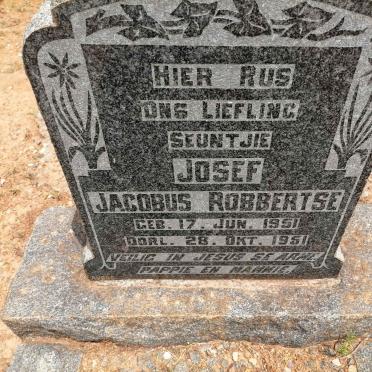 HIER RUS
ONS LIEFLING
SEUNTJIE
JOSEF
JACOBUS ROBBERTSE
GEB. 17. JUN. 1951
OORL. 28. OKT. 1951
VEILIG IN JESUS SE ARMS
PAPPIE EN MAMMIE